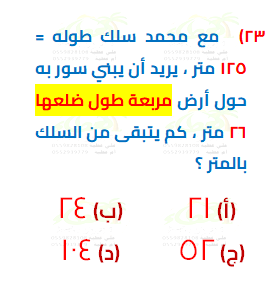 ٢٣) مع محمد سلك طوله =
١٢٥ متر ، يريد أن يبني سور به
حول أرض مربعة طول ضلعها
٢٦ متر ، كم يتبقى من السلك
بالمتر ؟
(أ) ٢١ (ب) ٢٤
(ج) ٥٢ (د) ١٠٤